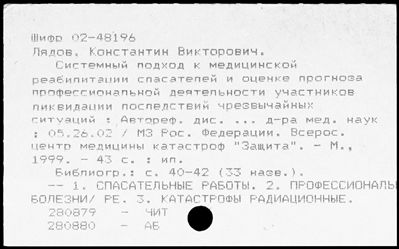 Шифр 02-48196
Лядов, Константин Викторович.
Системный подход к медицинской
реабилитации спасателей и оценке прогноза
профессиональной деятельности участников
ликвидации последствий чрезвычайных
ситуаций : Автореф. дис. ... д-ра мед. наук
: 05.26.02 / МЗ Рос. Федерации. Всерос.
центр медицины катастроф "Защита". - М.,
1999. - 43 с. : ил.
Библиогр.: с. 40-42 (33 назв.).
-- 1. СПАСАТЕЛЬНЫЕ РАБОТЫ. 2. ПРОФЕССИОНАЛЬ
БОЛЕЗНИ/ РЕ. 3. КАТАСТРОФЫ РАДИАЦИОННЫЕ.
280879 - ЧИТ
280880 - АБ